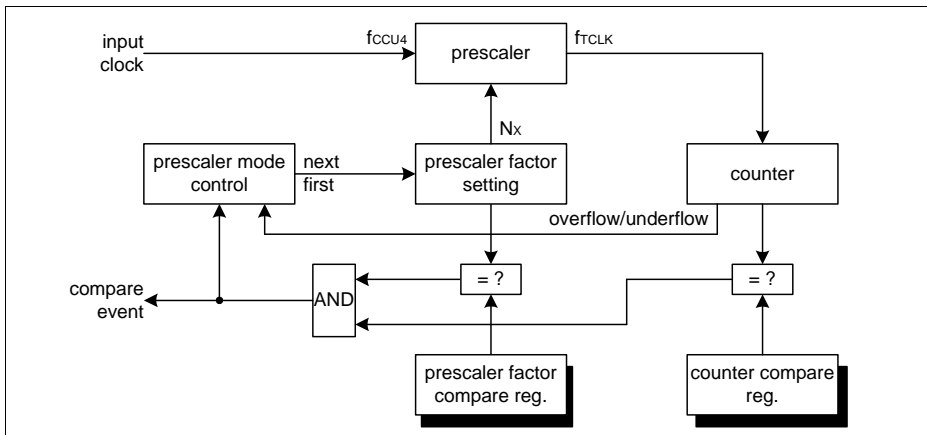 input
clock
fCCU4
prescaler
fTCLK
NX
prescaler mode
control
next
first
prescaler factor
setting
counter
overflow/underflow
compare
event
AND
= ?
= ?
prescaler factor
compare reg.
counter compare
reg.